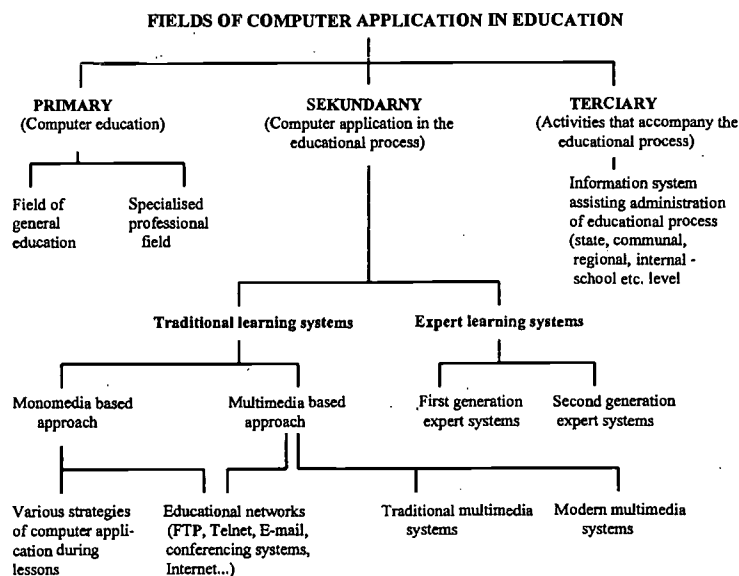 FIELDS OF COMPUTER APPLICATION IN EDUCATION
PRIMARY
(Computer education)
SEKUNDARNY
(Computer application in the
educational process)
TERCIARY
(Activities that accompany the
educational process)
Field of
general
education
Specialised
professional
field
Information system
assisting administration
of educational process
(state, communal,
regional, internal -
school etc. level
Traditional learning systems
Expert learning systems
Monomedia based
approach
Multimedia based
approach
First generation
expert systems
Second generation
expert systems
Various strategies
of computer appli-
cation during
lessons
Educational networks
(FTP, Telnet, E-mail,
conferencing systems,
Internet...)
Traditional multimedia
systems
Modern multimedia
systems